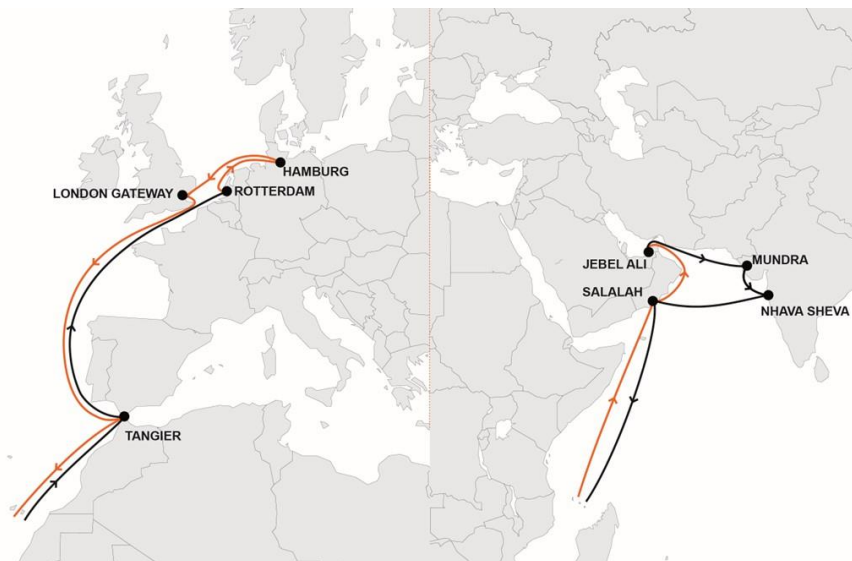 HAMBURG
LONDON GATEWAY
ROTTERDAM
TANGIER
JEBEL ALI
MUNDRA
SALALAH
NHAVA SHEVA